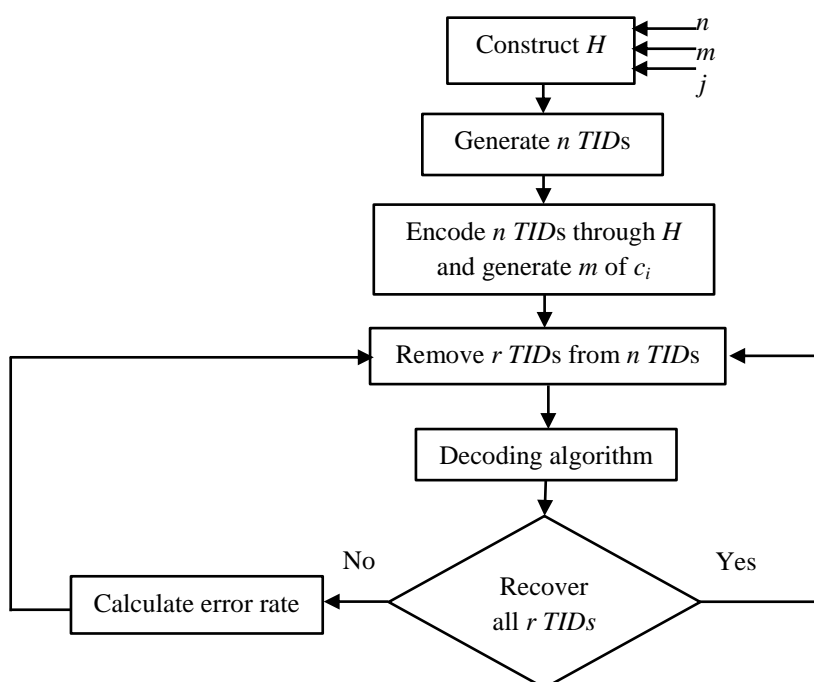 Construct H
n
m
j
Generate n TIDs
Encode n TIDs through H
and generate m of cᵢ
Remove r TIDs from n TIDs
Decoding algorithm
No
Yes
Recover
all r TIDs
Calculate error rate